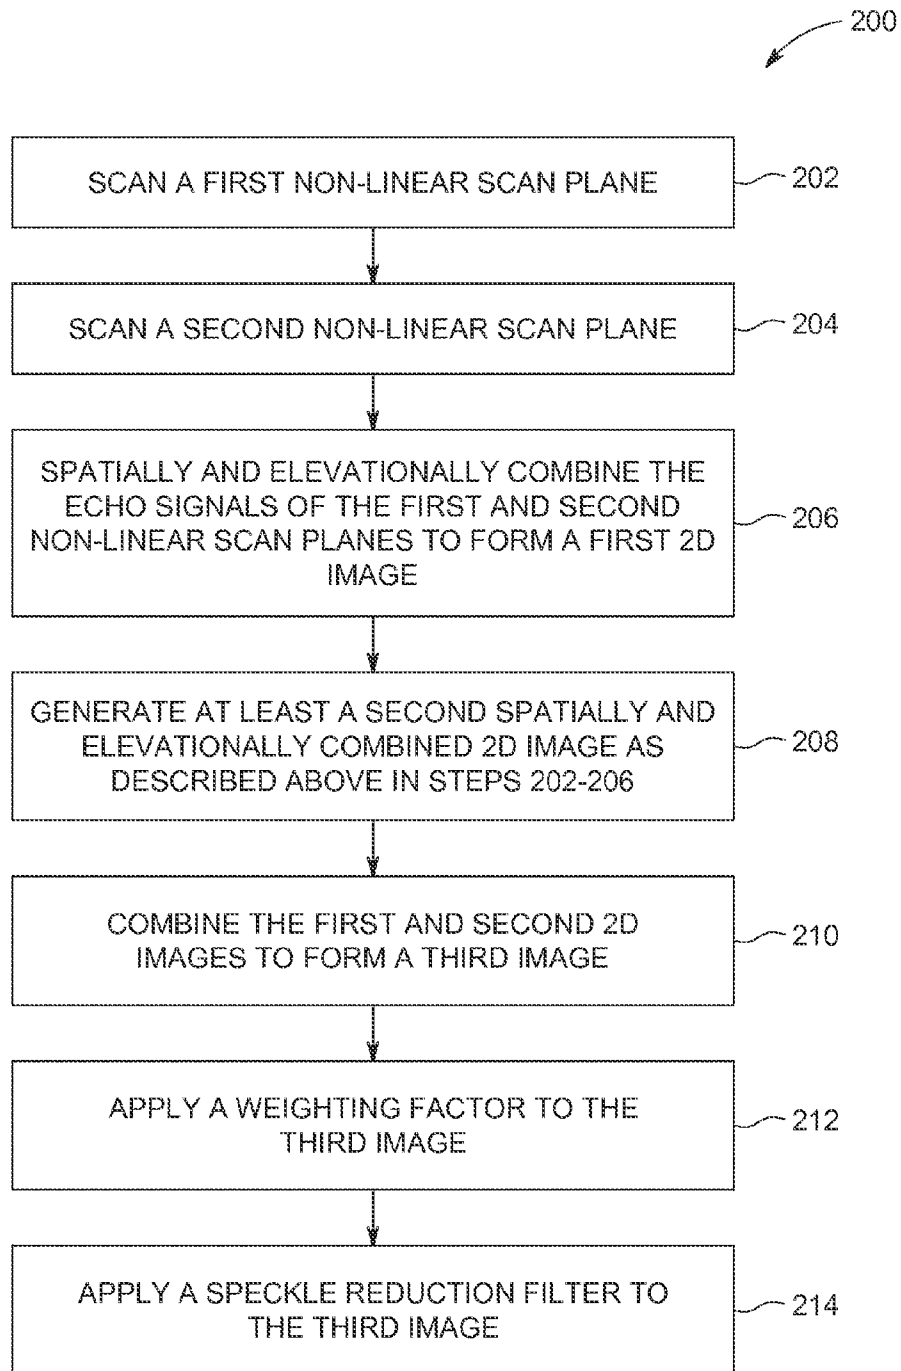 200
SCAN A FIRST NON-LINEAR SCAN PLANE
202
SCAN A SECOND NON-LINEAR SCAN PLANE
204
SPATIALLY AND ELEVATIONALLY COMBINE THE
ECHO SIGNALS OF THE FIRST AND SECOND
NON-LINEAR SCAN PLANES TO FORM A FIRST 2D
IMAGE
206
GENERATE AT LEAST A SECOND SPATIALLY AND
ELEVATIONALLY COMBINED 2D IMAGE AS
DESCRIBED ABOVE IN STEPS 202-206
208
COMBINE THE FIRST AND SECOND 2D
IMAGES TO FORM A THIRD IMAGE
210
APPLY A WEIGHTING FACTOR TO THE
THIRD IMAGE
212
APPLY A SPECKLE REDUCTION FILTER TO
THE THIRD IMAGE
214